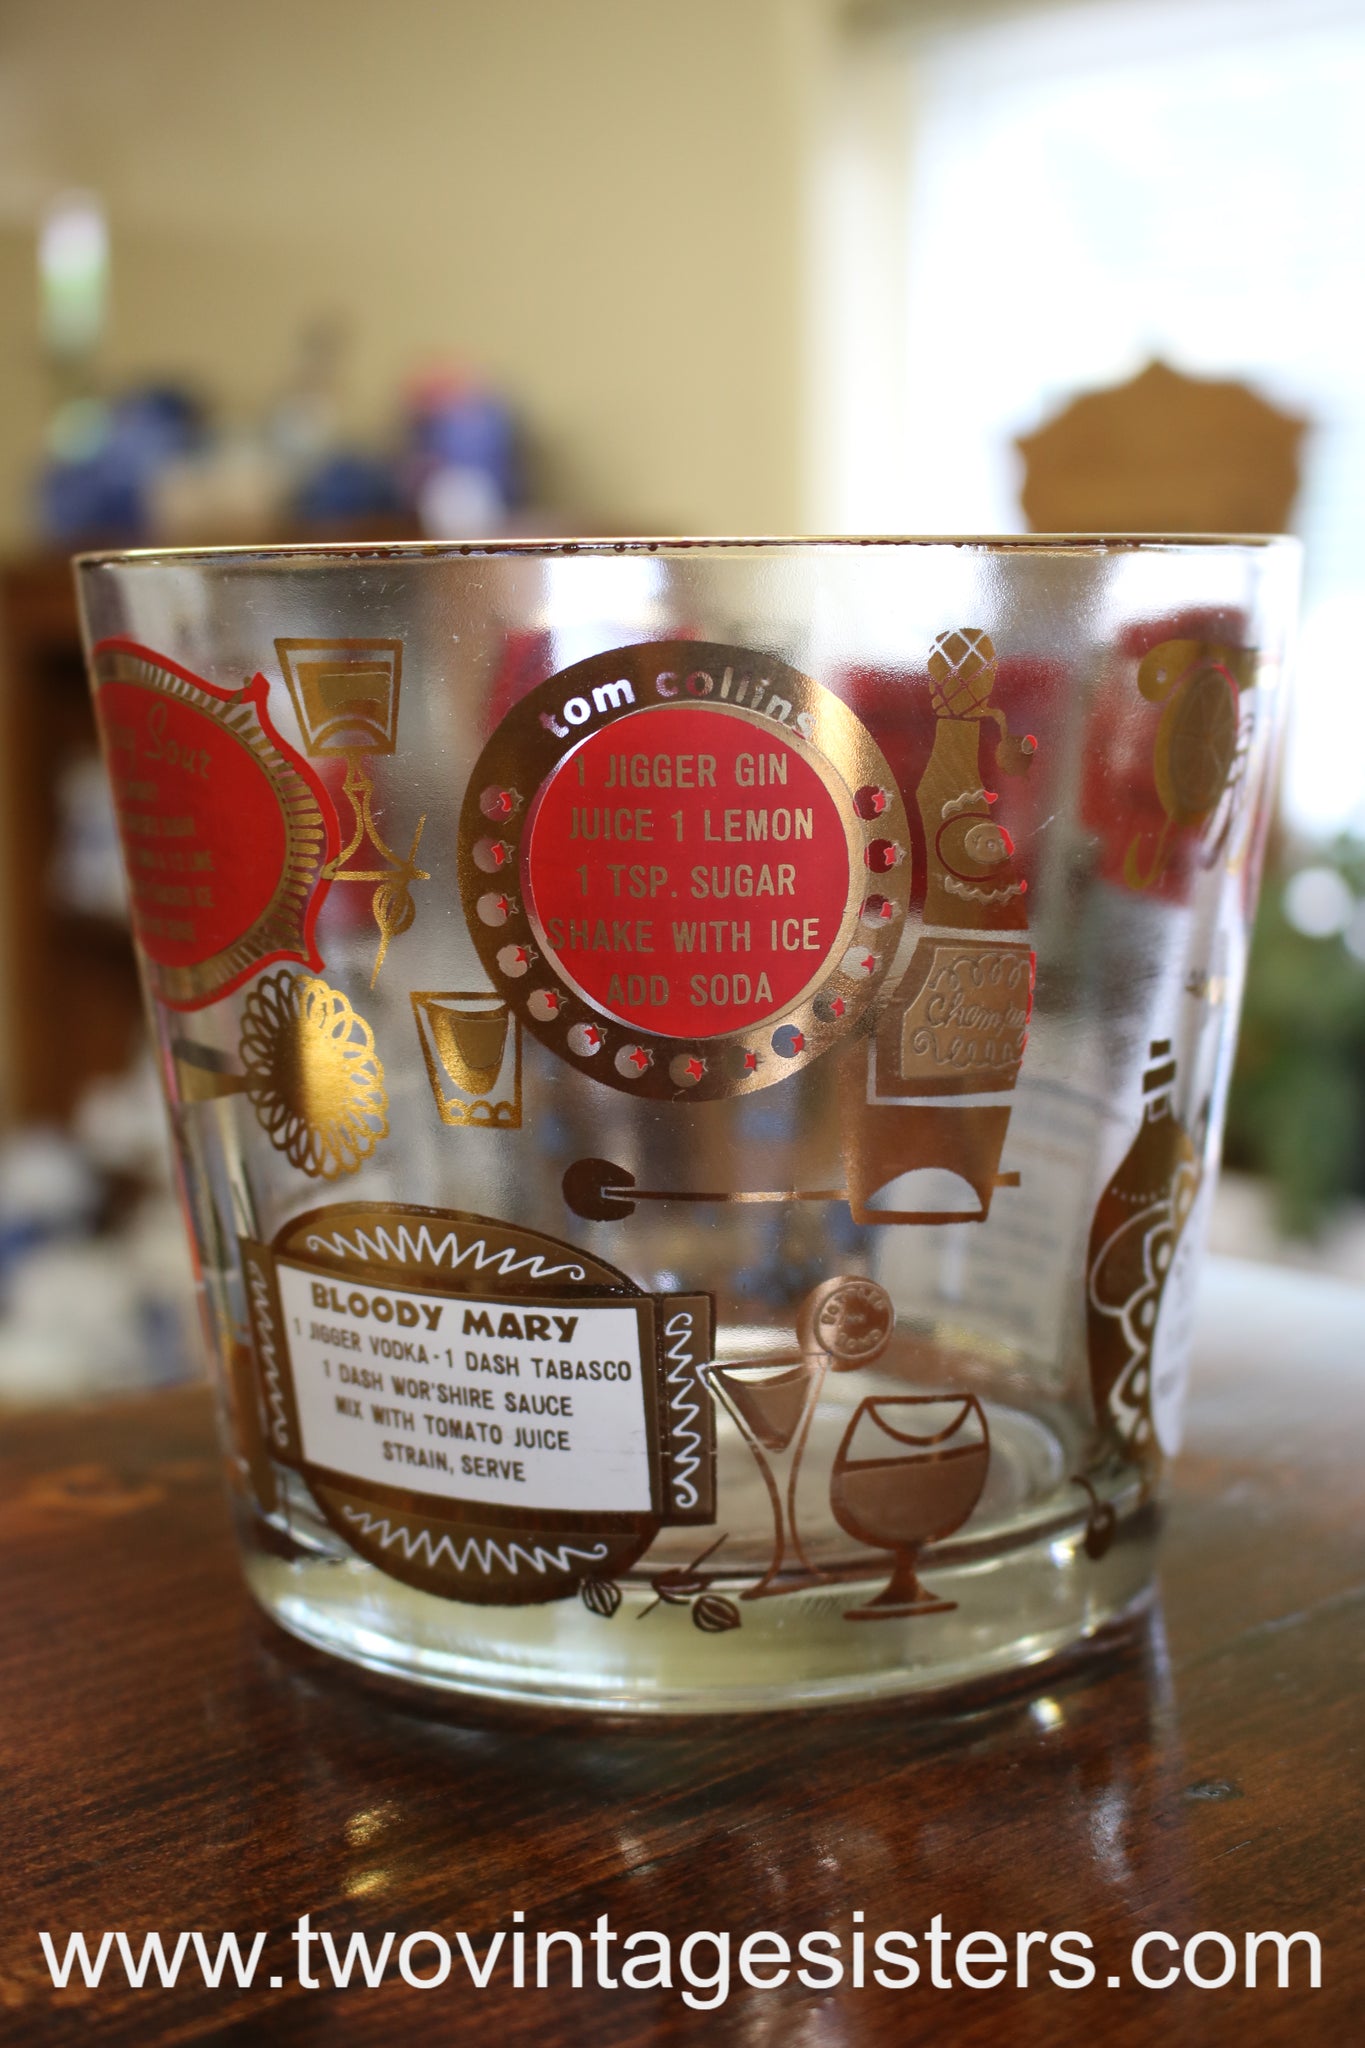 Sour
tom collins
1 JIGGER GIN
JUICE 1 LEMON
1 TSP. SUGAR
SHAKE WITH ICE
ADD SODA
BLOODY MARY
1 JIGGER VODKA - 1 DASH TABASCO
1 DASH WOR'SHIRE SAUCE
MIX WITH TOMATO JUICE
STRAIN, SERVE
www.twovintagesisters.com